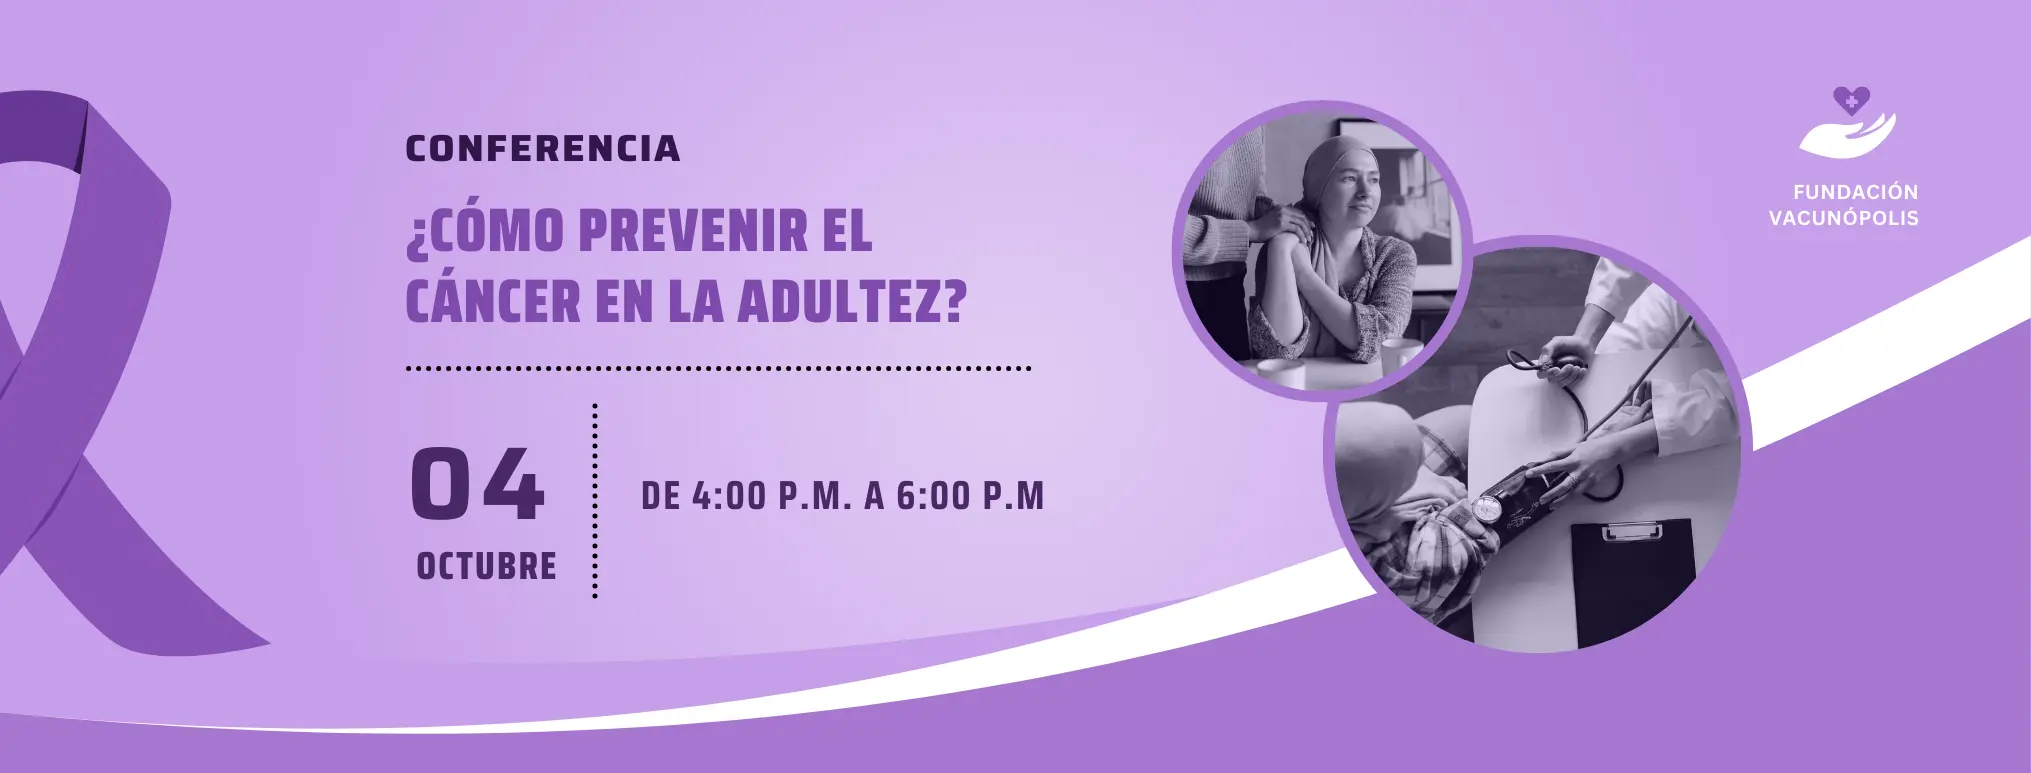 CONFERENCIA
¿CÓMO PREVENIR EL
CÁNCER EN LA ADULTEZ?
04
OCTUBRE
DE 4:00 P.M. A 6:00 P.M
FUNDACIÓN
VACUNÓPOLIS